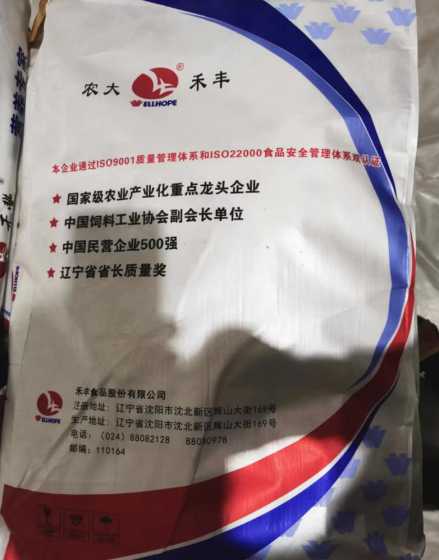 农大 禾丰
WELLHOPE
本企业通过ISO9001质量管理体系和ISO22000食品安全管理体系双认证
★ 国家级农业产业化重点龙头企业
★ 中国饲料工业协会副会长单位
★ 中国民营企业500强
★ 辽宁省省长质量奖
禾丰食品股份有限公司
注册地址：辽宁省沈阳市沈北新区辉山大街169号
生产地址：辽宁省沈阳市沈北新区辉山大街169号
电话：（024）88082128 88080978
邮编：110164
WELLHOPE